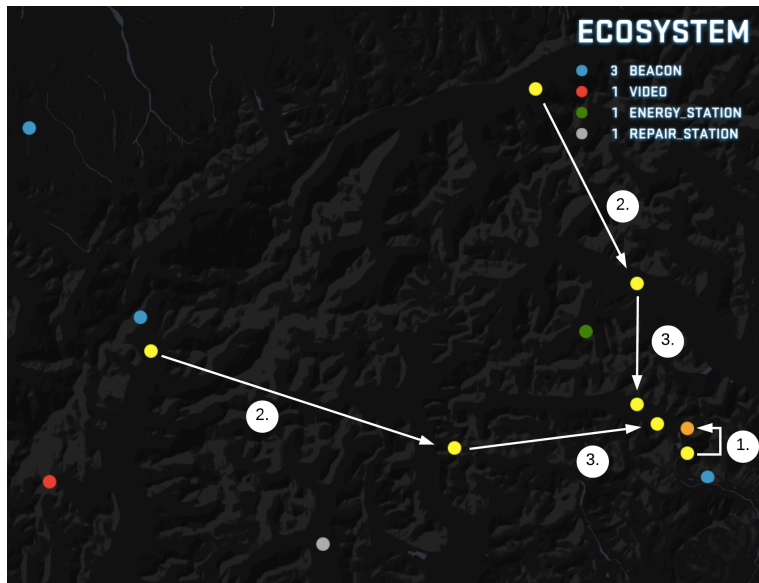 ECOSYSTEM
3 BEACON
1 VIDEO
1 ENERGY_STATION
1 REPAIR_STATION
2.
3.
2.
1.
3.